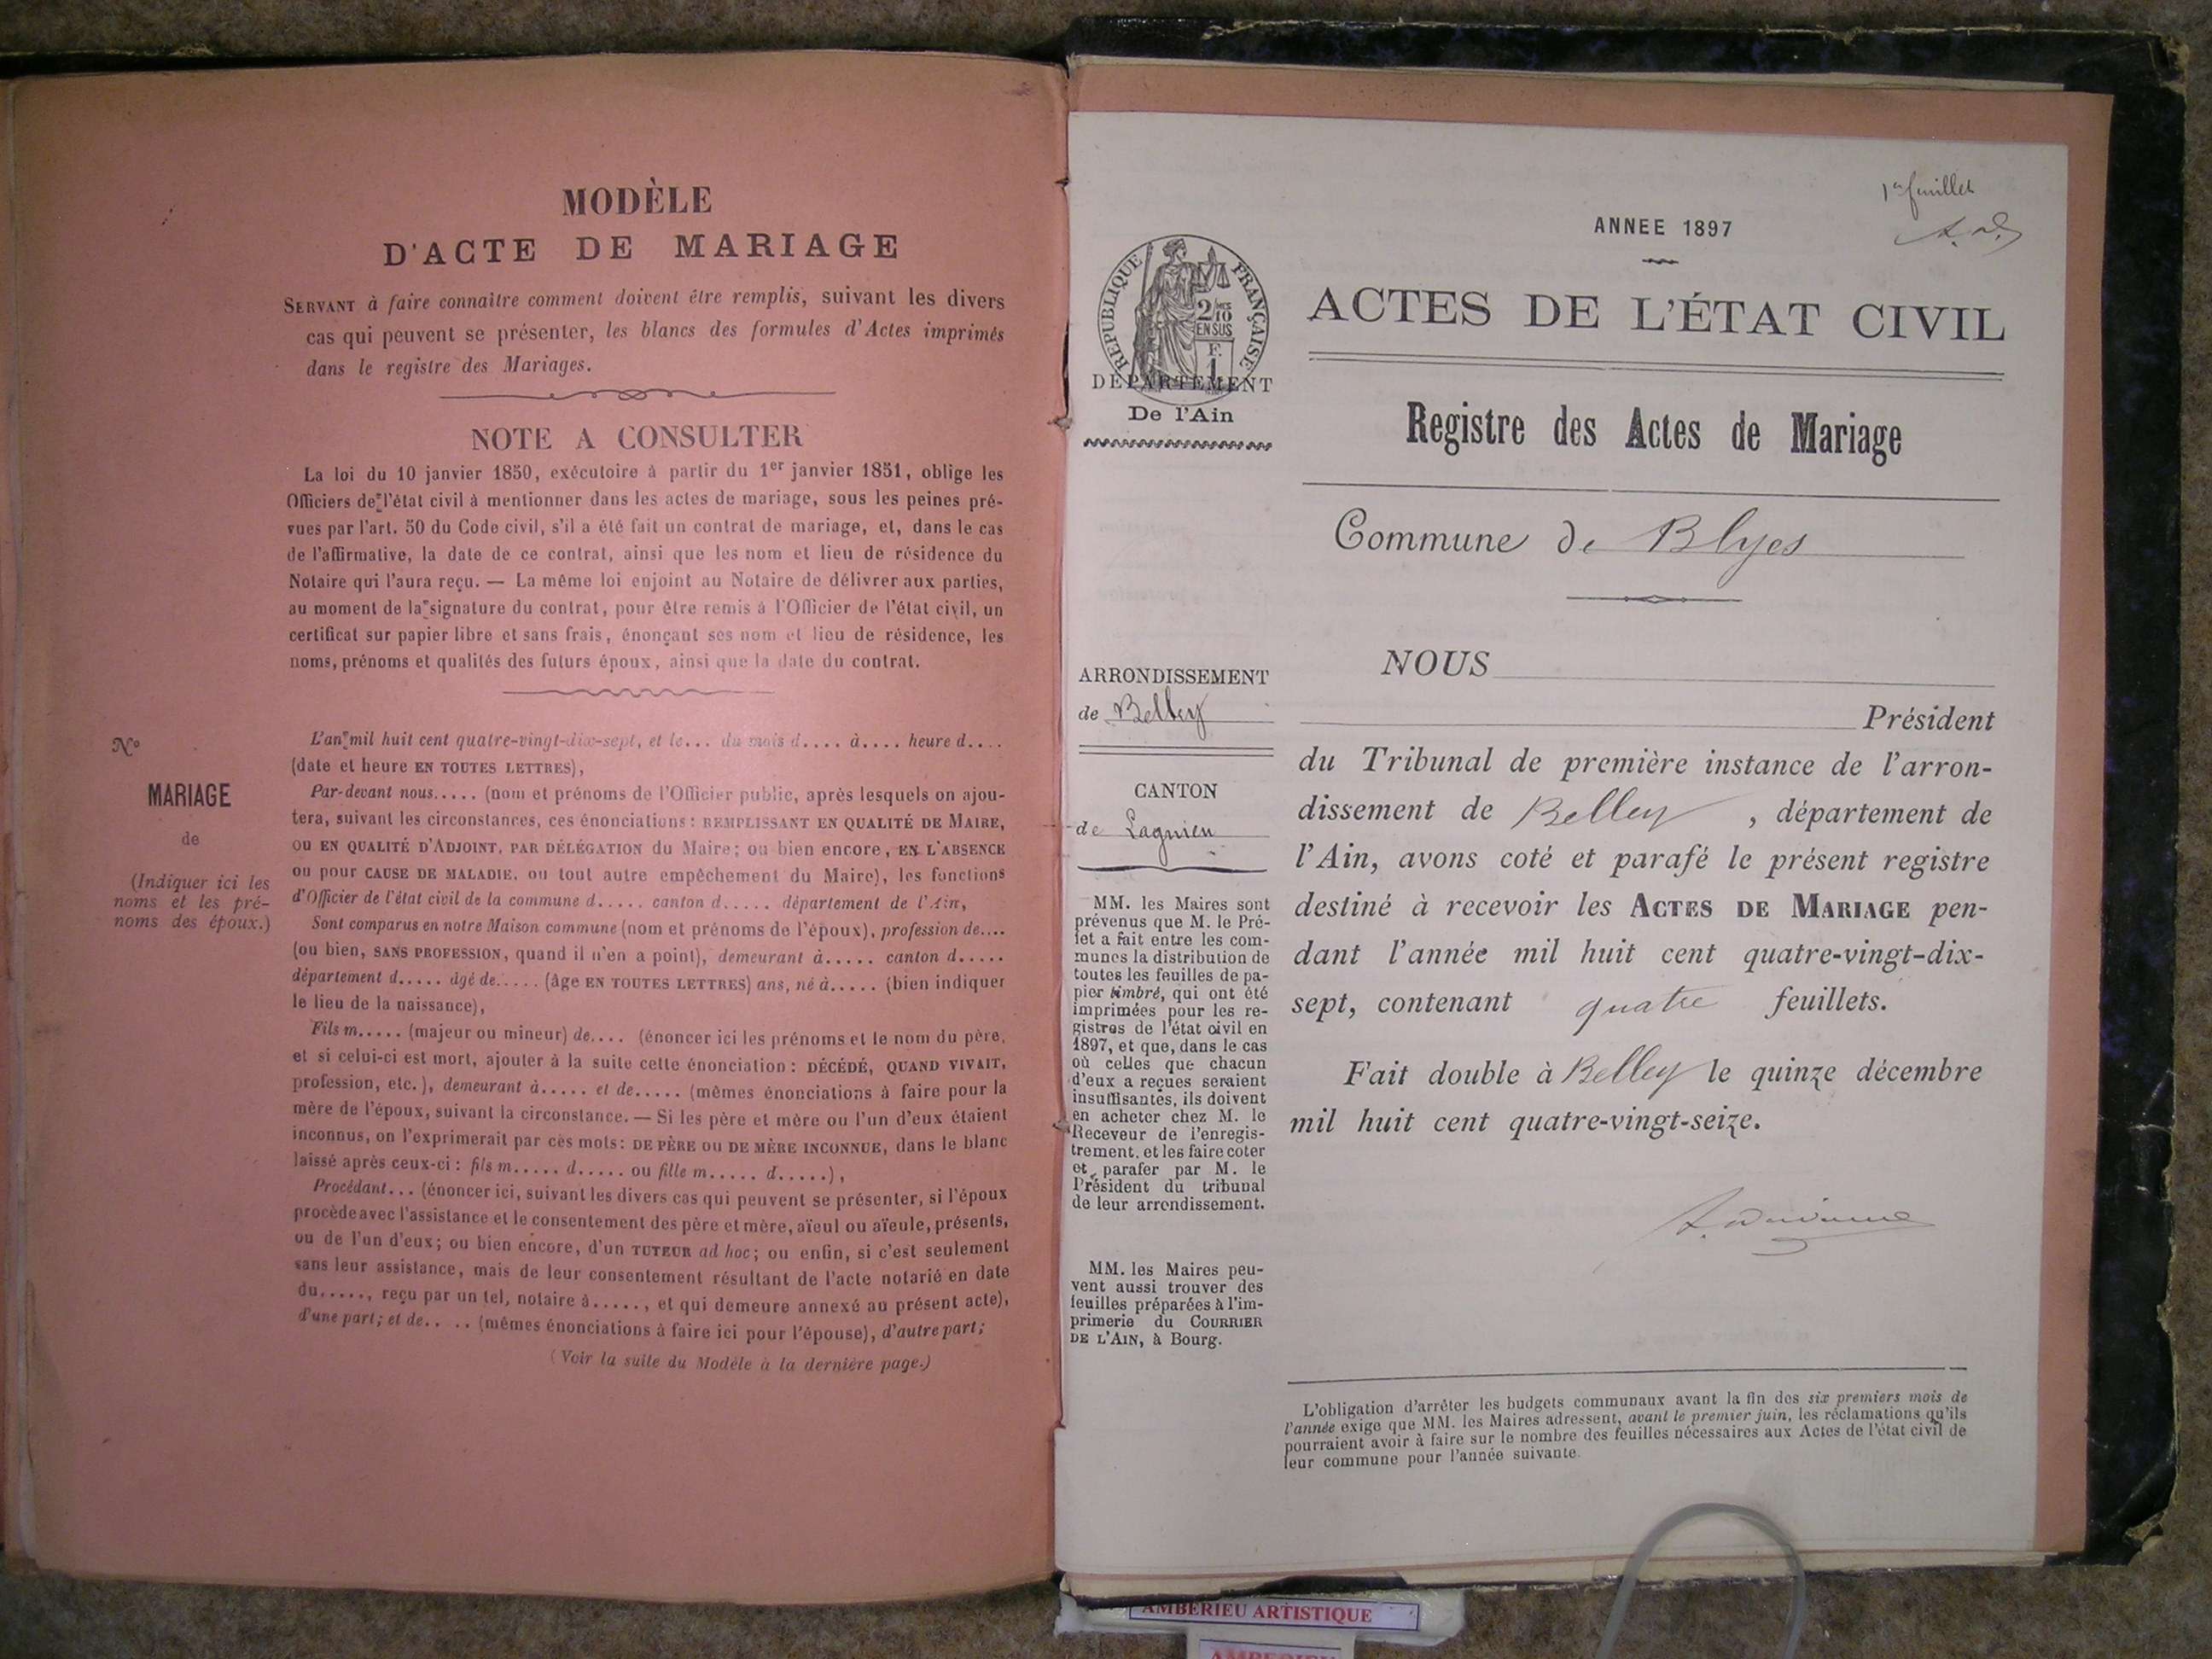 MODÈLE
D'ACTE DE MARIAGE
SERVANT à faire connaître comment doivent être remplis, suivant les divers
cas qui peuvent se présenter, les blancs des formules d'Actes imprimés
dans le registre des Mariages.
NOTE A CONSULTER
La loi du 10 janvier 1850, exécutoire à partir du 1er janvier 1851, oblige les
Officiers de l'état civil à mentionner dans les actes de mariage, sous les peines pré-
vues par l'art. 50 du Code civil, s'il a été fait un contrat de mariage, et, dans le cas
de l'affirmative, la date de ce contrat, ainsi que les nom et lieu de résidence du
Notaire qui l'aura reçu. — La même loi enjoint au Notaire de délivrer aux parties,
au moment de la signature du contrat, pour être remis à l'Officier de l'état civil, un
certificat sur papier libre et sans frais, énonçant ses nom et lieu de résidence, les
noms, prénoms et qualités des futurs époux, ainsi que la date du contrat.
N°
MARIAGE
de
(Indiquer ici les
noms et les pré-
noms des époux.)
L'an mil huit cent quatre-vingt-dix-sept, et le... du mois d.... à.... heure d....
(date et heure EN TOUTES LETTRES),
Par-devant nous..... (nom et prénoms de l'Officier public, après lesquels on ajou-
tera, suivant les circonstances, ces énonciations : REMPLISSANT EN QUALITÉ DE MAIRE,
OU EN QUALITÉ D'ADJOINT, PAR DÉLÉGATION du Maire; ou bien encore, EN L'ABSENCE
ou pour CAUSE DE MALADIE, ou tout autre empêchement du Maire), les fonctions
d'Officier de l'état civil de la commune d..... canton d..... département de l'Ain,
Sont comparus en notre Maison commune (nom et prénoms de l'époux), profession de....
(ou bien, SANS PROFESSION, quand il n'en a point), demeurant à..... canton d.....
département d..... âgé de..... (âge EN TOUTES LETTRES) ans, né à..... (bien indiquer
le lieu de la naissance),
Fils m..... (majeur ou mineur) de.... (énoncer ici les prénoms et le nom du père,
et si celui-ci est mort, ajouter à la suite cette énonciation : DÉCÉDÉ, QUAND VIVAIT,
profession, etc.), demeurant à..... et de..... (mêmes énonciations à faire pour la
mère de l'époux, suivant la circonstance. — Si les père et mère ou l'un d'eux étaient
inconnus, on l'exprimerait par ces mots : DE PÈRE OU DE MÈRE INCONNUE, dans le blanc
laissé après ceux-ci : fils m..... d..... ou fille m..... d.....),
Procédant... (énoncer ici, suivant les divers cas qui peuvent se présenter, si l'époux
procède avec l'assistance et le consentement des père et mère, aïeul ou aïeule, présents,
ou de l'un d'eux; ou bien encore, d'un TUTEUR ad hoc; ou enfin, si c'est seulement
sans leur assistance, mais de leur consentement résultant de l'acte notarié en date
du....., reçu par un tel, notaire à....., et qui demeure annexé au présent acte),
d'une part; et de.. .. (mêmes énonciations à faire ici pour l'épouse), d'autre part;
(Voir la suite du Modèle à la dernière page.)
1er feuillet
ANNEE 1897
RÉPUBLIQUE FRANÇAISE
2/10
EN SUS
F.
1
DÉPARTEMENT
De l'Ain
ACTES DE L'ÉTAT CIVIL
Registre des Actes de Mariage
Commune de Blyes
ARRONDISSEMENT
de Belley
CANTON
de Lagnieu
MM. les Maires sont
prévenus que M. le Pré-
fet a fait entre les com-
munes la distribution de
toutes les feuilles de pa-
pier timbré, qui ont été
imprimées pour les re-
gistres de l'état civil en
1897, et que, dans le cas
où celles que chacun
d'eux a reçues seraient
insuffisantes, ils doivent
en acheter chez M. le
Receveur de l'enregis-
trement, et les faire coter
et parafer par M. le
Président du tribunal
de leur arrondissement.
MM. les Maires peu-
vent aussi trouver des
feuilles préparées à l'im-
primerie du COURRIER
DE L'AIN, à Bourg.
NOUS
Président
du Tribunal de première instance de l'arron-
dissement de Belley, département de
l'Ain, avons coté et parafé le présent registre
destiné à recevoir les ACTES DE MARIAGE pen-
dant l'année mil huit cent quatre-vingt-dix-
sept, contenant quatre feuillets.
Fait double à Belley le quinze décembre
mil huit cent quatre-vingt-seize.
L'obligation d'arrêter les budgets communaux avant la fin des six premiers mois de
l'année exige que MM. les Maires adressent, avant le premier juin, les réclamations qu'ils
pourraient avoir à faire sur le nombre des feuilles nécessaires aux Actes de l'état civil de
leur commune pour l'année suivante.
AMBERIEU ARTISTIQUE
AMBERIEU